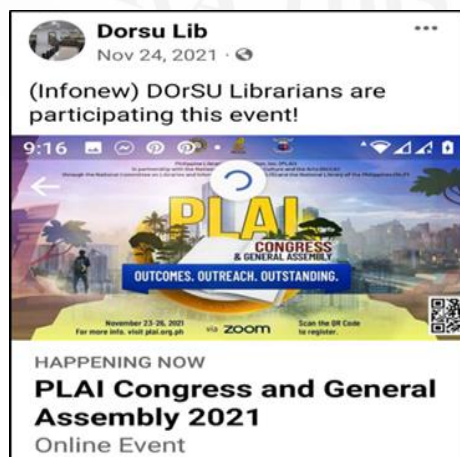 Dorsu Lib
Nov 24, 2021
(Infonew) DOrSU Librarians are
participating this event!
9:16
PLAI
CONGRESS
& GENERAL ASSEMBLY
OUTCOMES. OUTREACH. OUTSTANDING.
November 23-26, 2021
For more info. visit plai.org.ph
via zoom
Scan the QR Code
to register.
HAPPENING NOW
PLAI Congress and General
Assembly 2021
Online Event